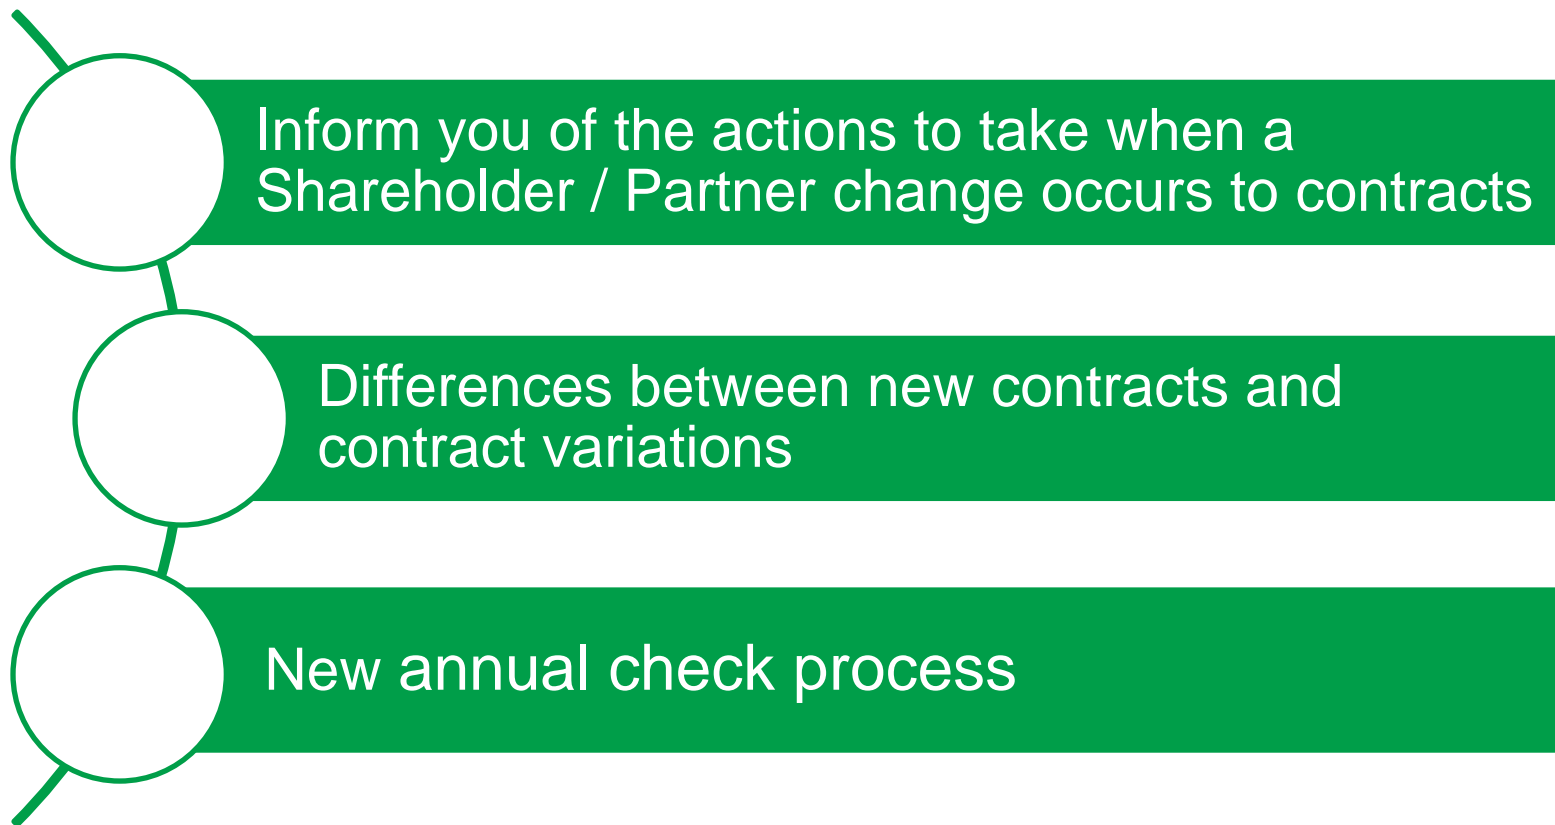 Inform you of the actions to take when a
Shareholder / Partner change occurs to contracts
Differences between new contracts and
contract variations
New annual check process